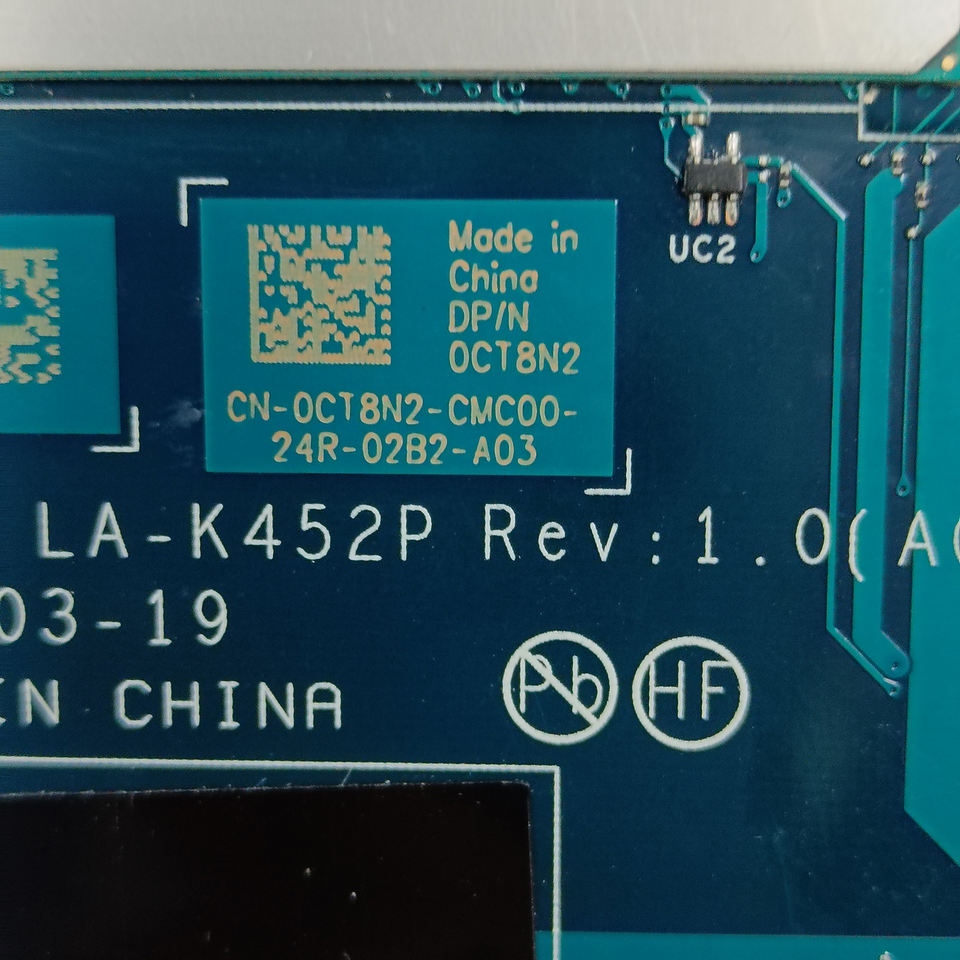 Made in
China
DP/N
0CT8N2
CN-0CT8N2-CMC00-
24R-02B2-A03
UC2
LA-K452P Rev:1.0(A
03-19
IN CHINA
Pb HF